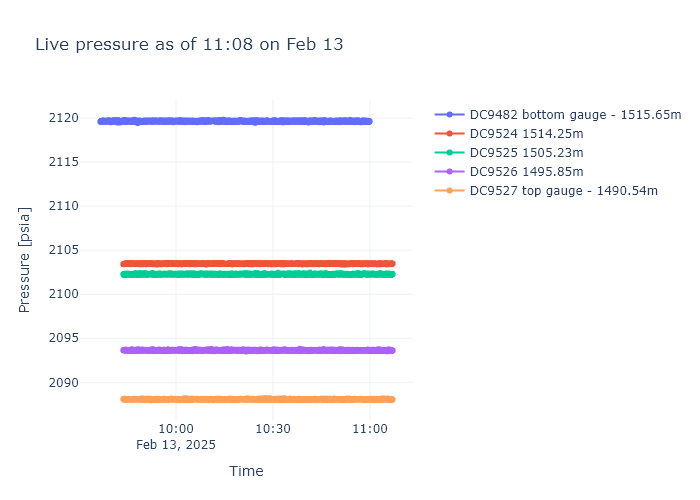 Live pressure as of 11:08 on Feb 13
DC9482 bottom gauge - 1515.65m
DC9524 1514.25m
DC9525 1505.23m
DC9526 1495.85m
DC9527 top gauge - 1490.54m
Pressure [psia]
2120
2115
2110
2105
2100
2095
2090
10:00
10:30
11:00
Feb 13, 2025
Time